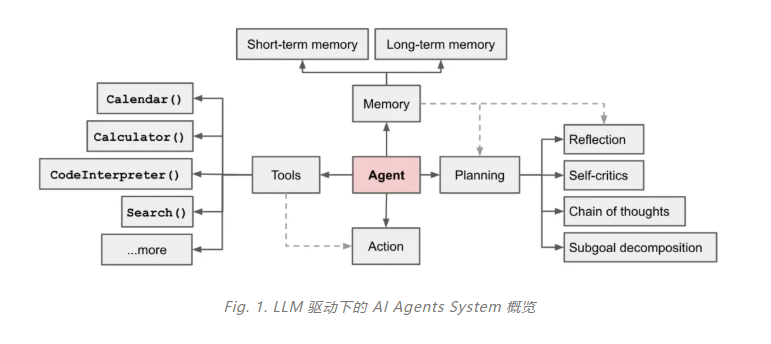 Short-term memory
Long-term memory
Calendar()
Memory
Calculator()
Reflection
CodeInterpreter()
Tools
Agent
Planning
Self-critics
Search()
Chain of thoughts
...more
Action
Subgoal decomposition
Fig. 1. LLM 驱动下的 AI Agents System 概览